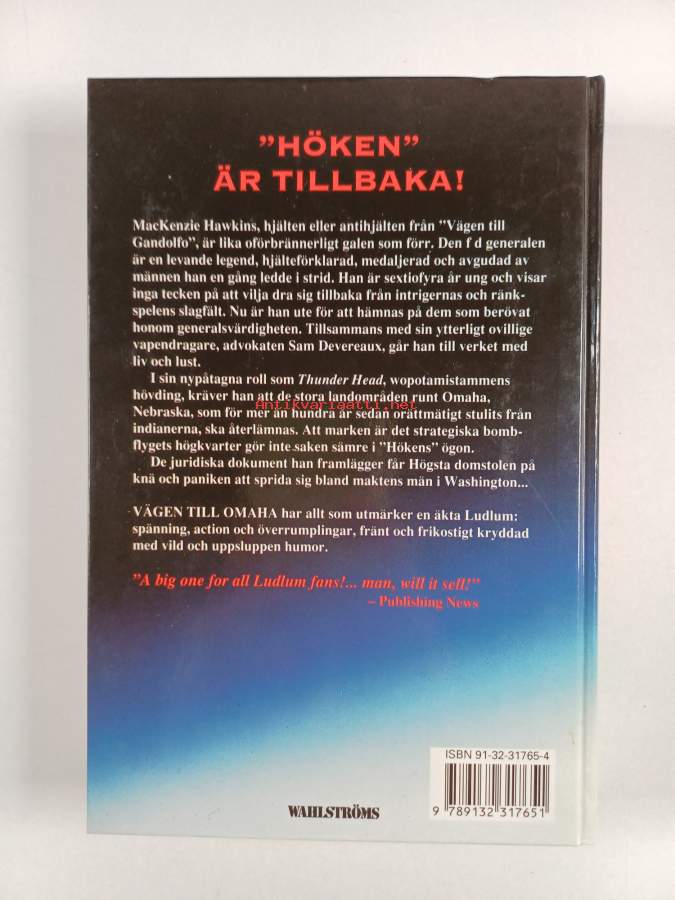 ”HÖKEN”
ÄR TILLBAKA!
MacKenzie Hawkins, hjälten eller antihjälten från ”Vägen till
Gandolfo”, är lika oförbrännerligt galen som förr. Den f d generalen
är en levande legend, hjälteförklarad, medaljerad och avgudad av
männen han en gång ledde i strid. Han är sextiofyra år ung och visar
inga tecken på att vilja dra sig tillbaka från intrigernas och ränk-
spelens slagfält. Nu är han ute för att hämnas på dem som berövat
honom generalsvärdigheten. Tillsammans med sin ytterligt ovillige
vapendragare, advokaten Sam Devereaux, går han till verket med
liv och lust.
I sin nypåtagna roll som Thunder Head, wopotamistammens
hövding, kräver han att de stora landområden runt Omaha,
Antikvariaatti.net
Nebraska, som för mer än hundra år sedan orättmätigt stulits från
indianerna, ska återlämnas. Att marken är det strategiska bomb-
flygets högkvarter gör inte saken sämre i ”Hökens” ögon.
De juridiska dokument han framlägger får Högsta domstolen på
knä och paniken att sprida sig bland maktens män i Washington...
VÄGEN TILL OMAHA har allt som utmärker en äkta Ludlum:
spänning, action och överrumplingar, fränt och frikostigt kryddad
med vild och uppsluppen humor.
”A big one for all Ludlum fans!... man, will it sell!”
– Publishing News
ISBN 91-32-31765-4
9 789132 317651
WAHLSTRÖMS